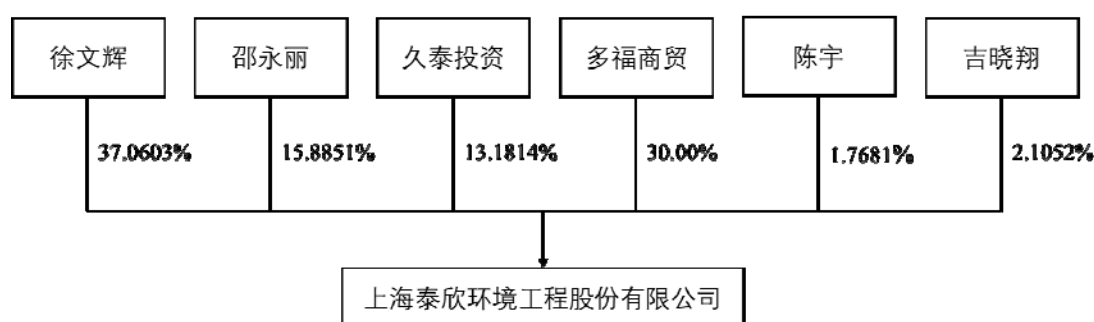 徐文辉 邵永丽 久泰投资 多福商贸 陈宇 吉晓翔
37.0603% 15.8851% 13.1814% 30.00% 1.7681% 2.1052%
上海泰欣环境工程股份有限公司